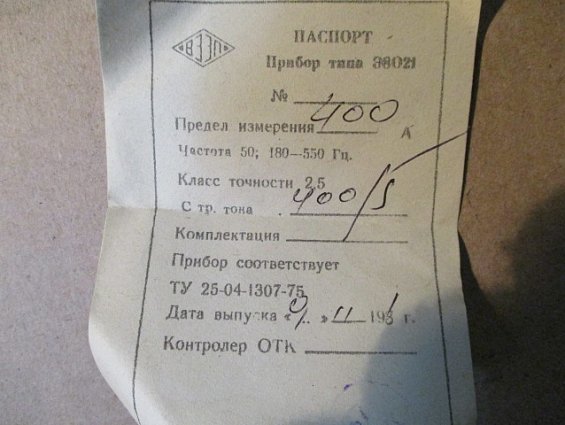 ВЗЭП
ПАСПОРТ
Прибор типа Э8021
№
Предел измерения 400 А
Частота 50; 180—550 Гц.
Класс точности 2,5
С тр. тока 400/5
Комплектация
Прибор соответствует
ТУ 25-04-1307-75
Дата выпуска « » 11 198 г.
Контролер ОТК